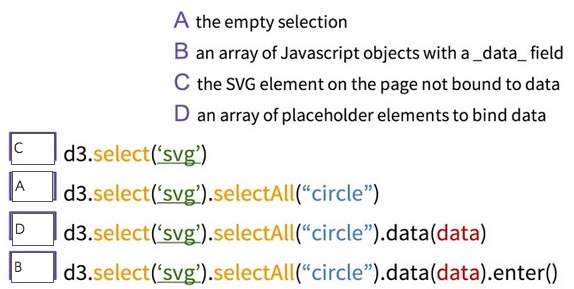 A the empty selection
B an array of Javascript objects with a _data_ field
C the SVG element on the page not bound to data
D an array of placeholder elements to bind data
C d3.select(‘svg’)
A d3.select(‘svg’).selectAll(“circle”)
D d3.select(‘svg’).selectAll(“circle”).data(data)
B d3.select(‘svg’).selectAll(“circle”).data(data).enter()